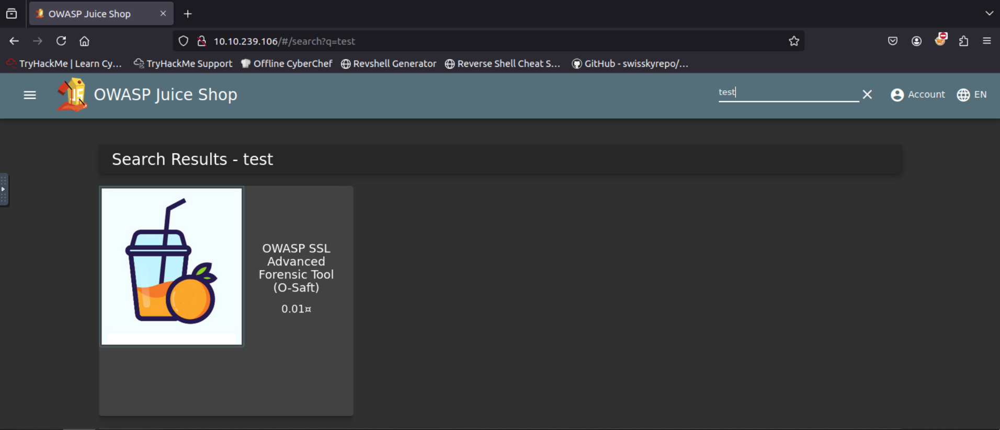 OWASP Juice Shop
10.10.239.106/#/search?q=test
TryHackMe | Learn Cy... TryHackMe Support Offline CyberChef Revshell Generator Reverse Shell Cheat S... GitHub - swisskyrepo/...
OWASP Juice Shop test Account EN
Search Results - test
OWASP SSL
Advanced
Forensic Tool
(O-Saft)
0.01¤